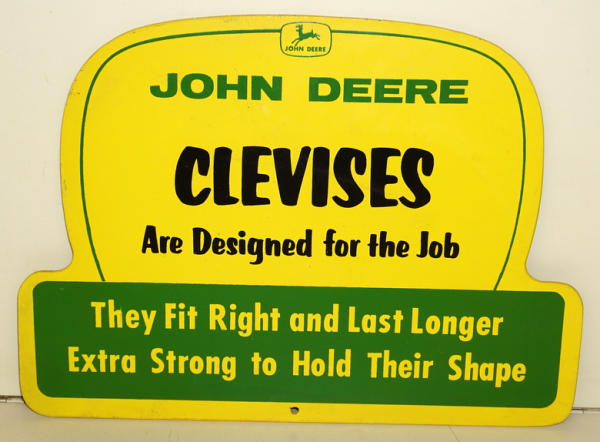 JOHN DEERE
JOHN DEERE
CLEVISES
Are Designed for the Job
They Fit Right and Last Longer
Extra Strong to Hold Their Shape